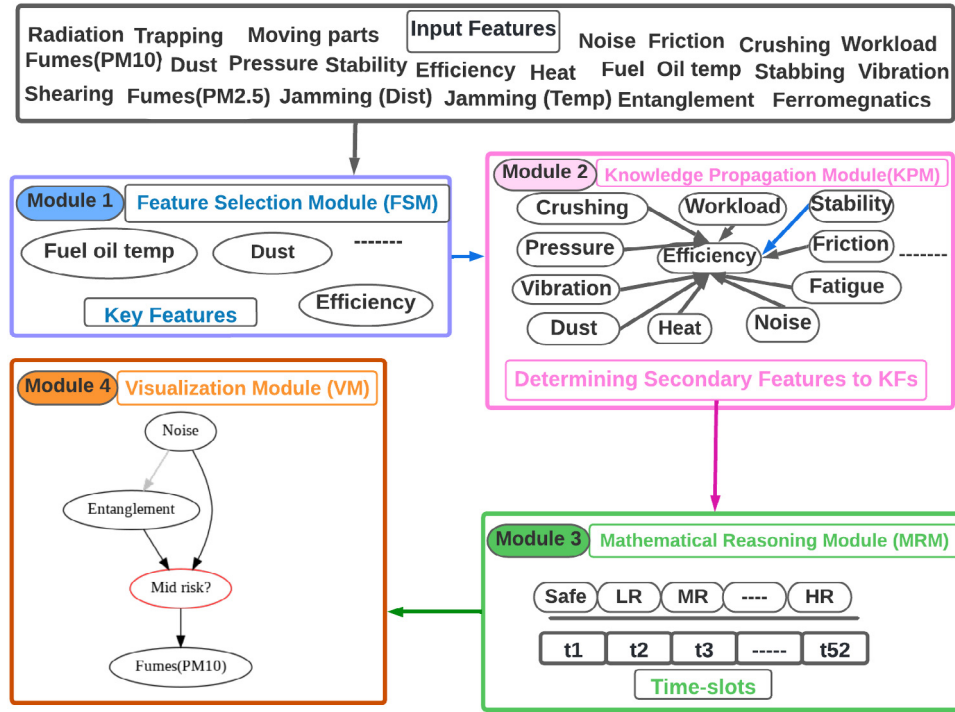 Input Features
Radiation Trapping Moving parts Noise Friction Crushing Workload
Fumes(PM10) Dust Pressure Stability Efficiency Heat Fuel Oil temp Stabbing Vibration
Shearing Fumes(PM2.5) Jamming (Dist) Jamming (Temp) Entanglement Ferromegnatics
Module 1 Feature Selection Module (FSM)
Fuel oil temp Dust -------
Efficiency
Key Features
Module 2 Knowledge Propagation Module(KPM)
Crushing Workload Stability
Pressure Efficiency Friction -------
Vibration Fatigue
Dust Heat Noise
Determining Secondary Features to KFs
Module 3 Mathematical Reasoning Module (MRM)
Safe LR MR ---- HR
t1 t2 t3 ----- t52
Time-slots
Module 4 Visualization Module (VM)
Noise
Entanglement
Mid risk?
Fumes(PM10)